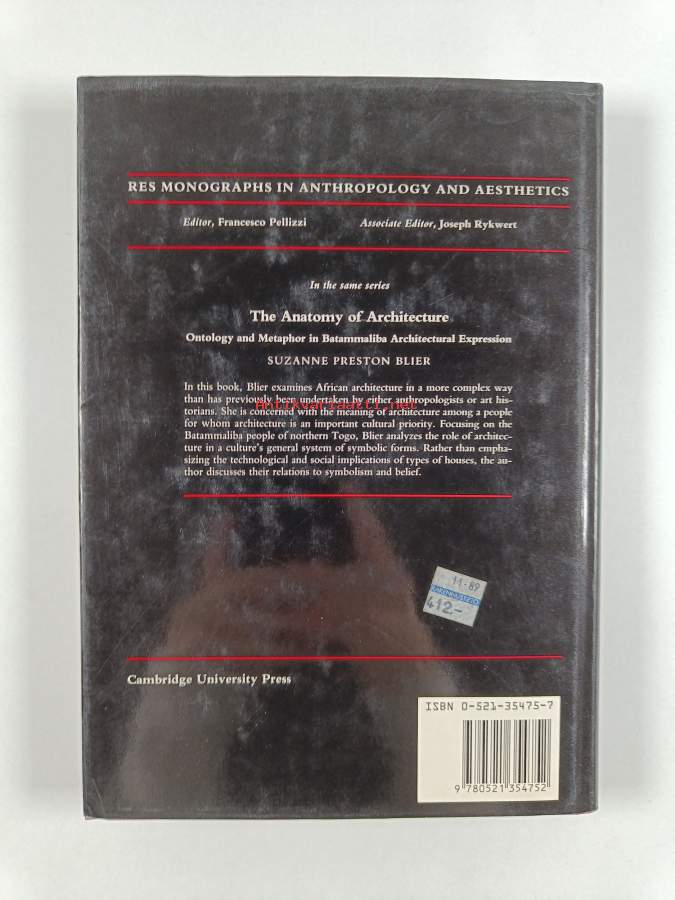 RES MONOGRAPHS IN ANTHROPOLOGY AND AESTHETICS
Editor, Francesco Pellizzi Associate Editor, Joseph Rykwert
In the same series
The Anatomy of Architecture
Ontology and Metaphor in Batammaliba Architectural Expression
SUZANNE PRESTON BLIER
In this book, Blier examines African architecture in a more complex way
than has previously been undertaken by either anthropologists or art his-
torians. She is concerned with the meaning of architecture among a people
for whom architecture is an important cultural priority. Focusing on the
Batammaliba people of northern Togo, Blier analyzes the role of architec-
ture in a culture's general system of symbolic forms. Rather than empha-
sizing the technological and social implications of types of houses, the au-
thor discusses their relations to symbolism and belief.
Antikvariaatti.net
11-89
412.-
Cambridge University Press
ISBN 0-521-35475-7
9 780521 354752